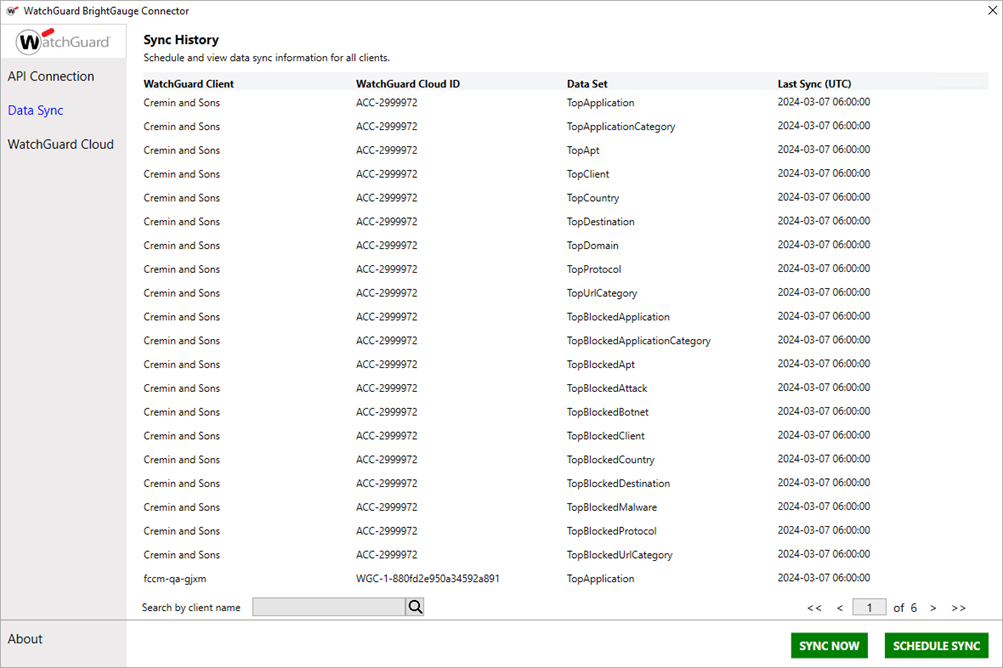 WatchGuard BrightGauge Connector
WatchGuard
API Connection
Data Sync
WatchGuard Cloud
Sync History
Schedule and view data sync information for all clients.
WatchGuard Client WatchGuard Cloud ID Data Set Last Sync (UTC)
Cremin and Sons ACC-2999972 TopApplication 2024-03-07 06:00:00
Cremin and Sons ACC-2999972 TopApplicationCategory 2024-03-07 06:00:00
Cremin and Sons ACC-2999972 TopApt 2024-03-07 06:00:00
Cremin and Sons ACC-2999972 TopClient 2024-03-07 06:00:00
Cremin and Sons ACC-2999972 TopCountry 2024-03-07 06:00:00
Cremin and Sons ACC-2999972 TopDestination 2024-03-07 06:00:00
Cremin and Sons ACC-2999972 TopDomain 2024-03-07 06:00:00
Cremin and Sons ACC-2999972 TopProtocol 2024-03-07 06:00:00
Cremin and Sons ACC-2999972 TopUrlCategory 2024-03-07 06:00:00
Cremin and Sons ACC-2999972 TopBlockedApplication 2024-03-07 06:00:00
Cremin and Sons ACC-2999972 TopBlockedApplicationCategory 2024-03-07 06:00:00
Cremin and Sons ACC-2999972 TopBlockedApt 2024-03-07 06:00:00
Cremin and Sons ACC-2999972 TopBlockedAttack 2024-03-07 06:00:00
Cremin and Sons ACC-2999972 TopBlockedBotnet 2024-03-07 06:00:00
Cremin and Sons ACC-2999972 TopBlockedClient 2024-03-07 06:00:00
Cremin and Sons ACC-2999972 TopBlockedCountry 2024-03-07 06:00:00
Cremin and Sons ACC-2999972 TopBlockedDestination 2024-03-07 06:00:00
Cremin and Sons ACC-2999972 TopBlockedMalware 2024-03-07 06:00:00
Cremin and Sons ACC-2999972 TopBlockedProtocol 2024-03-07 06:00:00
Cremin and Sons ACC-2999972 TopBlockedUrlCategory 2024-03-07 06:00:00
fccm-qa-gjxm WGC-1-880fd2e950a34592a891 TopApplication 2024-03-07 06:00:00
Search by client name << < 1 of 6 > >>
About
SYNC NOW SCHEDULE SYNC